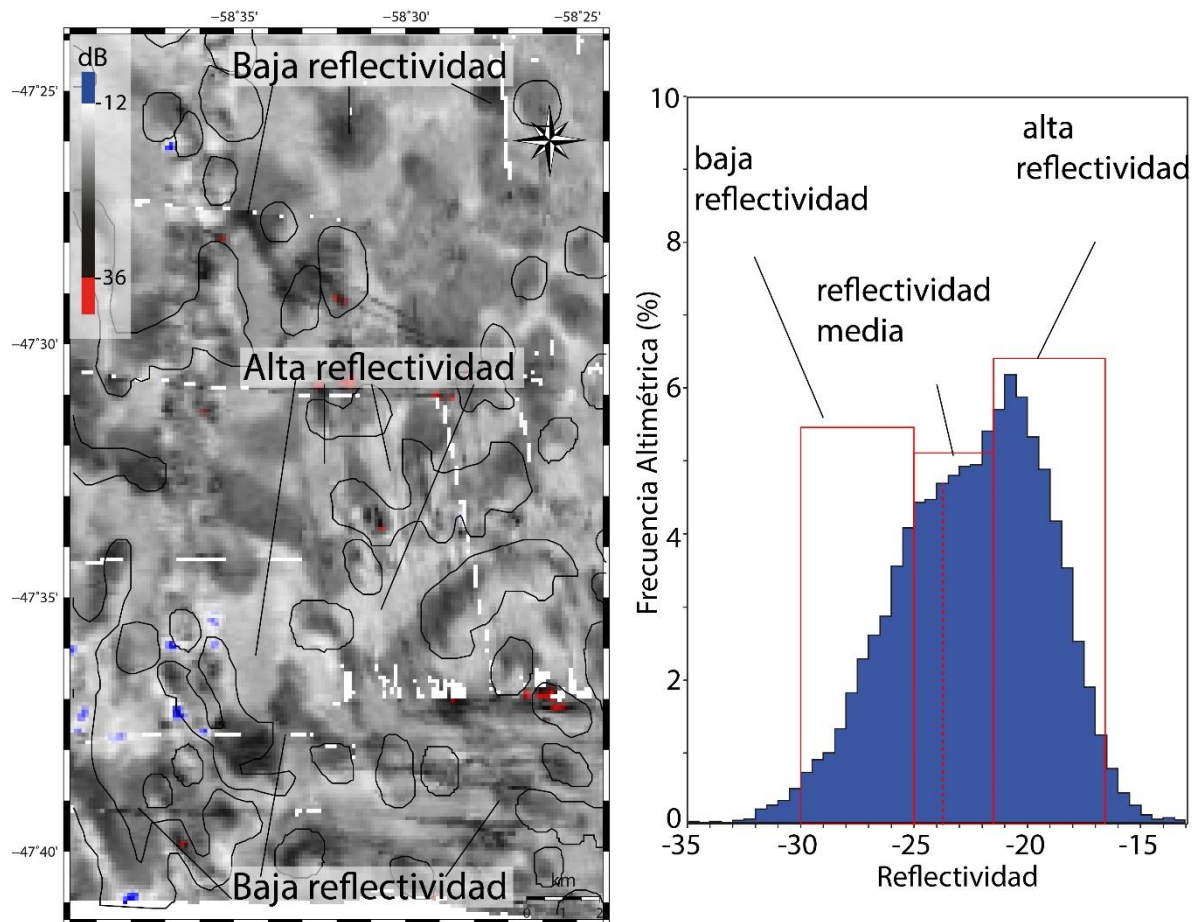 −58°35'
−58°30'
−58°25'
dB
-12
-36
Baja reflectividad
−47°25'
−47°30'
Alta reflectividad
−47°35'
−47°40'
Baja reflectividad
km
0 1 2
10
8
6
4
2
0
Frecuencia Altimétrica (%)
baja
reflectividad
reflectividad
media
alta
reflectividad
-35
-30
-25
-20
-15
Reflectividad